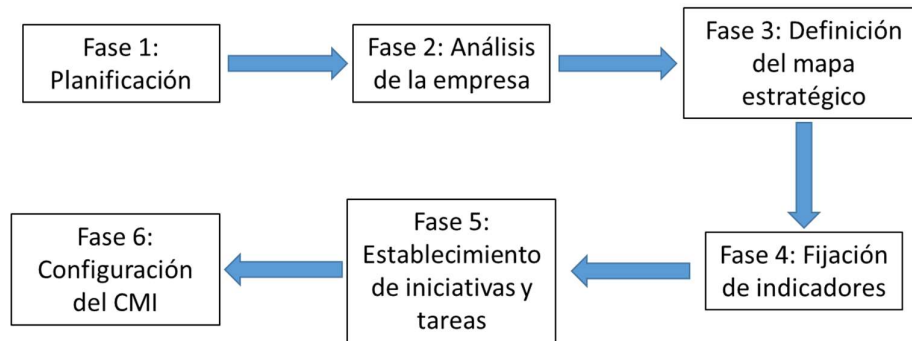 Fase 1:
Planificación
Fase 2: Análisis
de la empresa
Fase 3: Definición
del mapa
estratégico
Fase 4: Fijación
de indicadores
Fase 5:
Establecimiento
de iniciativas y
tareas
Fase 6:
Configuración
del CMI